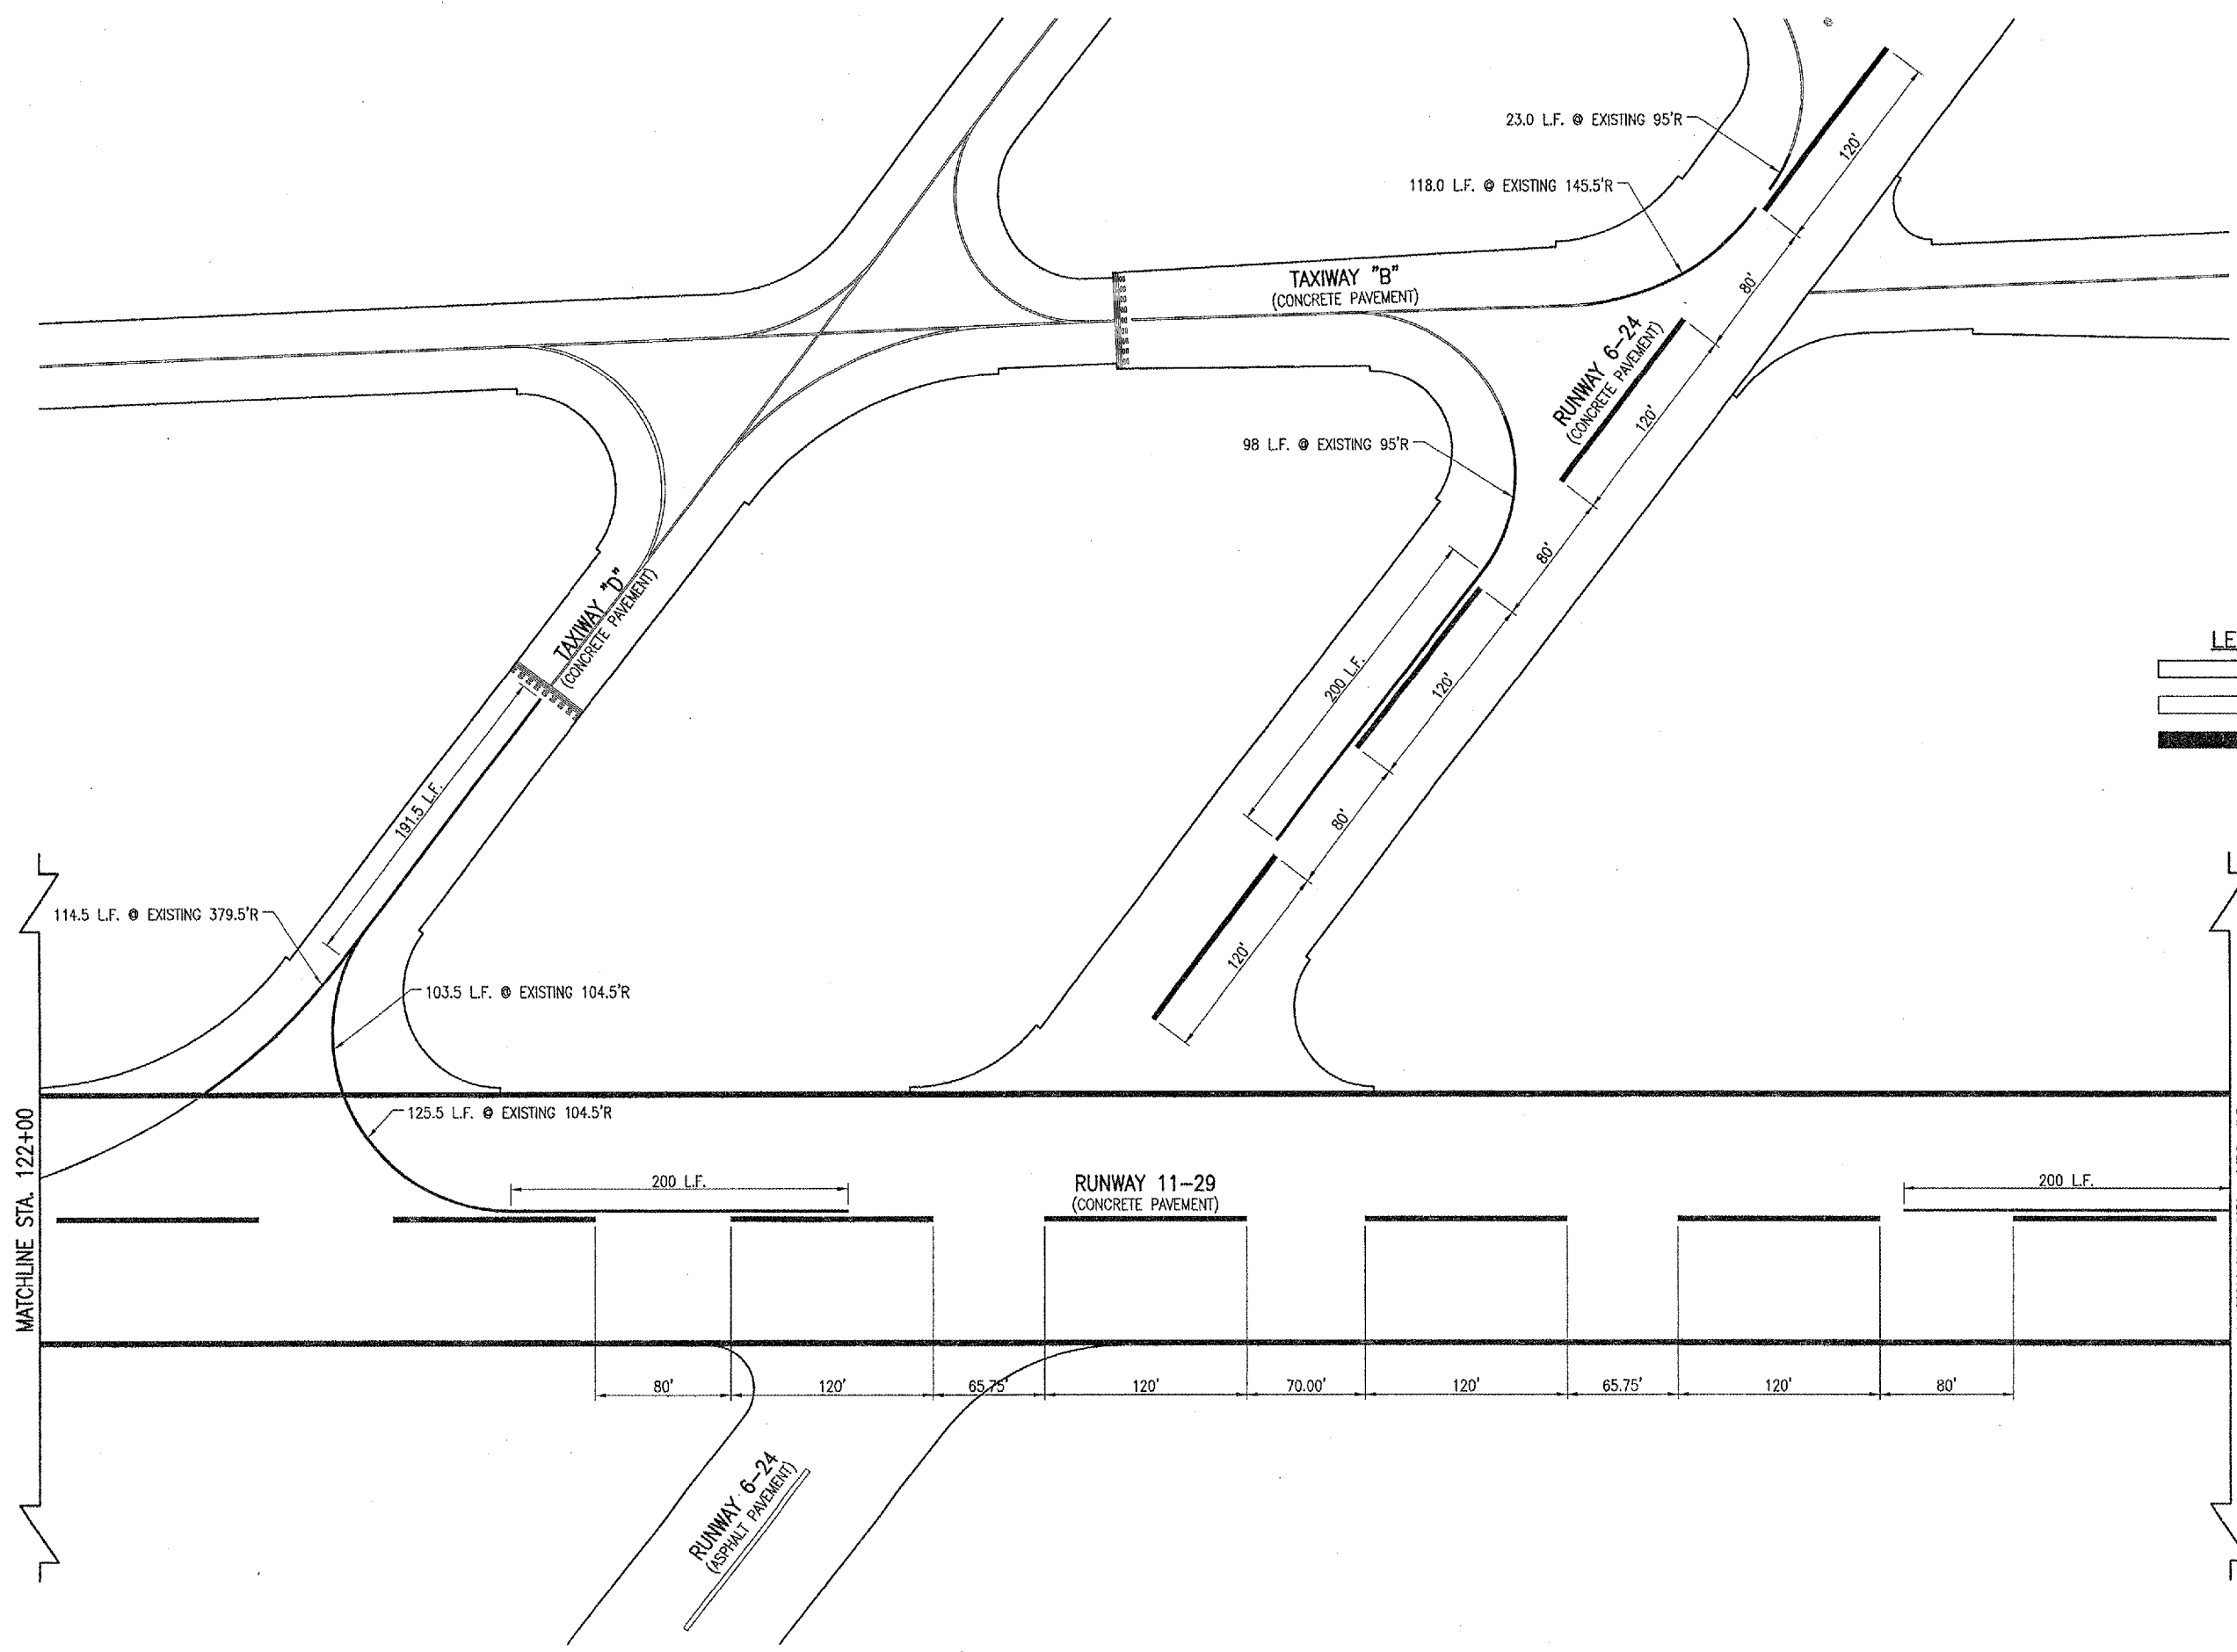 23.0 L.F. @ EXISTING 95'R
120'
118.0 L.F. @ EXISTING 145.5'R
TAXIWAY "B"
(CONCRETE PAVEMENT)
80'
RUNWAY 6-24
(CONCRETE PAVEMENT)
120'
98 L.F. @ EXISTING 95'R
80'
TAXIWAY "D"
(CONCRETE PAVEMENT)
LE
200 L.F.
120'
191.5 L.F.
80'
114.5 L.F. @ EXISTING 379.5'R
120'
103.5 L.F. @ EXISTING 104.5'R
125.5 L.F. @ EXISTING 104.5'R
MATCHLINE STA. 122+00
200 L.F.
RUNWAY 11-29
(CONCRETE PAVEMENT)
200 L.F.
80'
120'
65.75'
120'
70.00'
120'
65.75'
120'
80'
RUNWAY 6-24
(ASPHALT PAVEMENT)